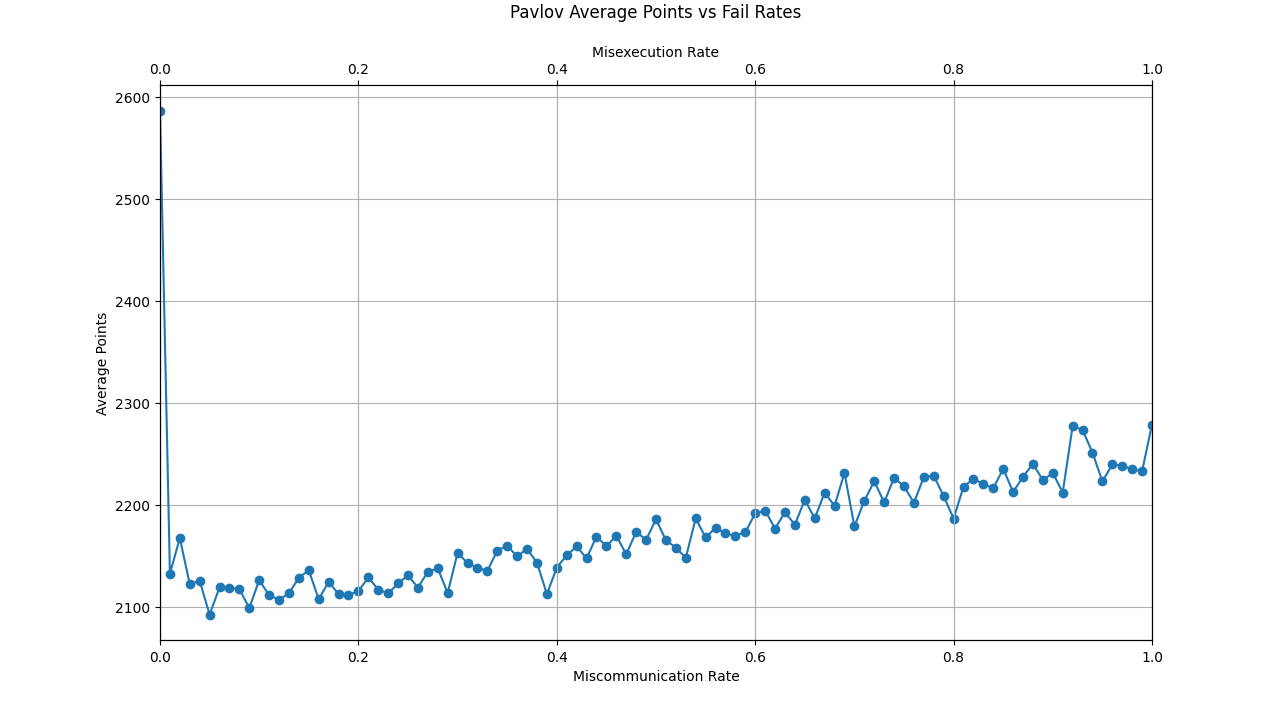 Pavlov Average Points vs Fail Rates
Misexecution Rate
0.0 0.2 0.4 0.6 0.8 1.0
2600
2500
2400
2300
2200
2100
Average Points
0.0 0.2 0.4 0.6 0.8 1.0
Miscommunication Rate